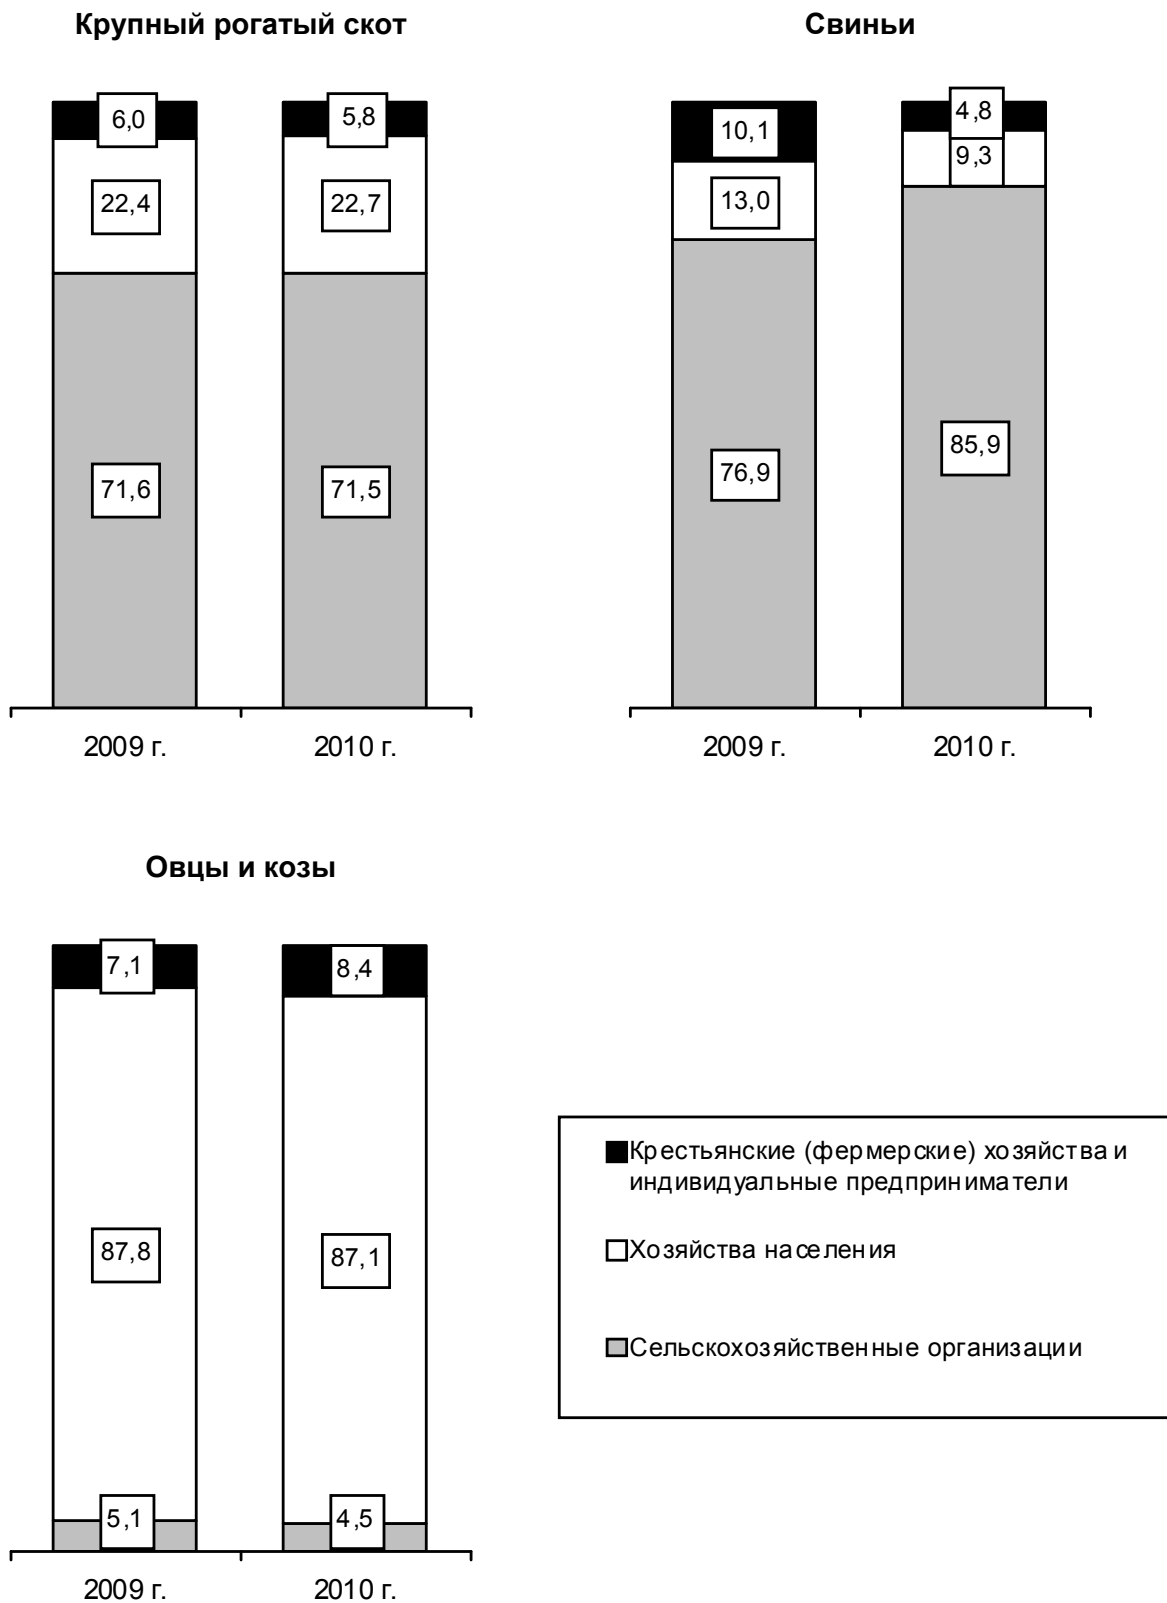 Крупный рогатый скот
6,0
5,8
22,4
22,7
71,6
71,5
2009 г.
2010 г.
Свиньи
10,1
4,8
13,0
9,3
76,9
85,9
2009 г.
2010 г.
Овцы и козы
7,1
8,4
87,8
87,1
5,1
4,5
2009 г.
2010 г.
Крестьянские (фермерские) хозяйства и
индивидуальные предприниматели
Хозяйства населения
Сельскохозяйственные организации